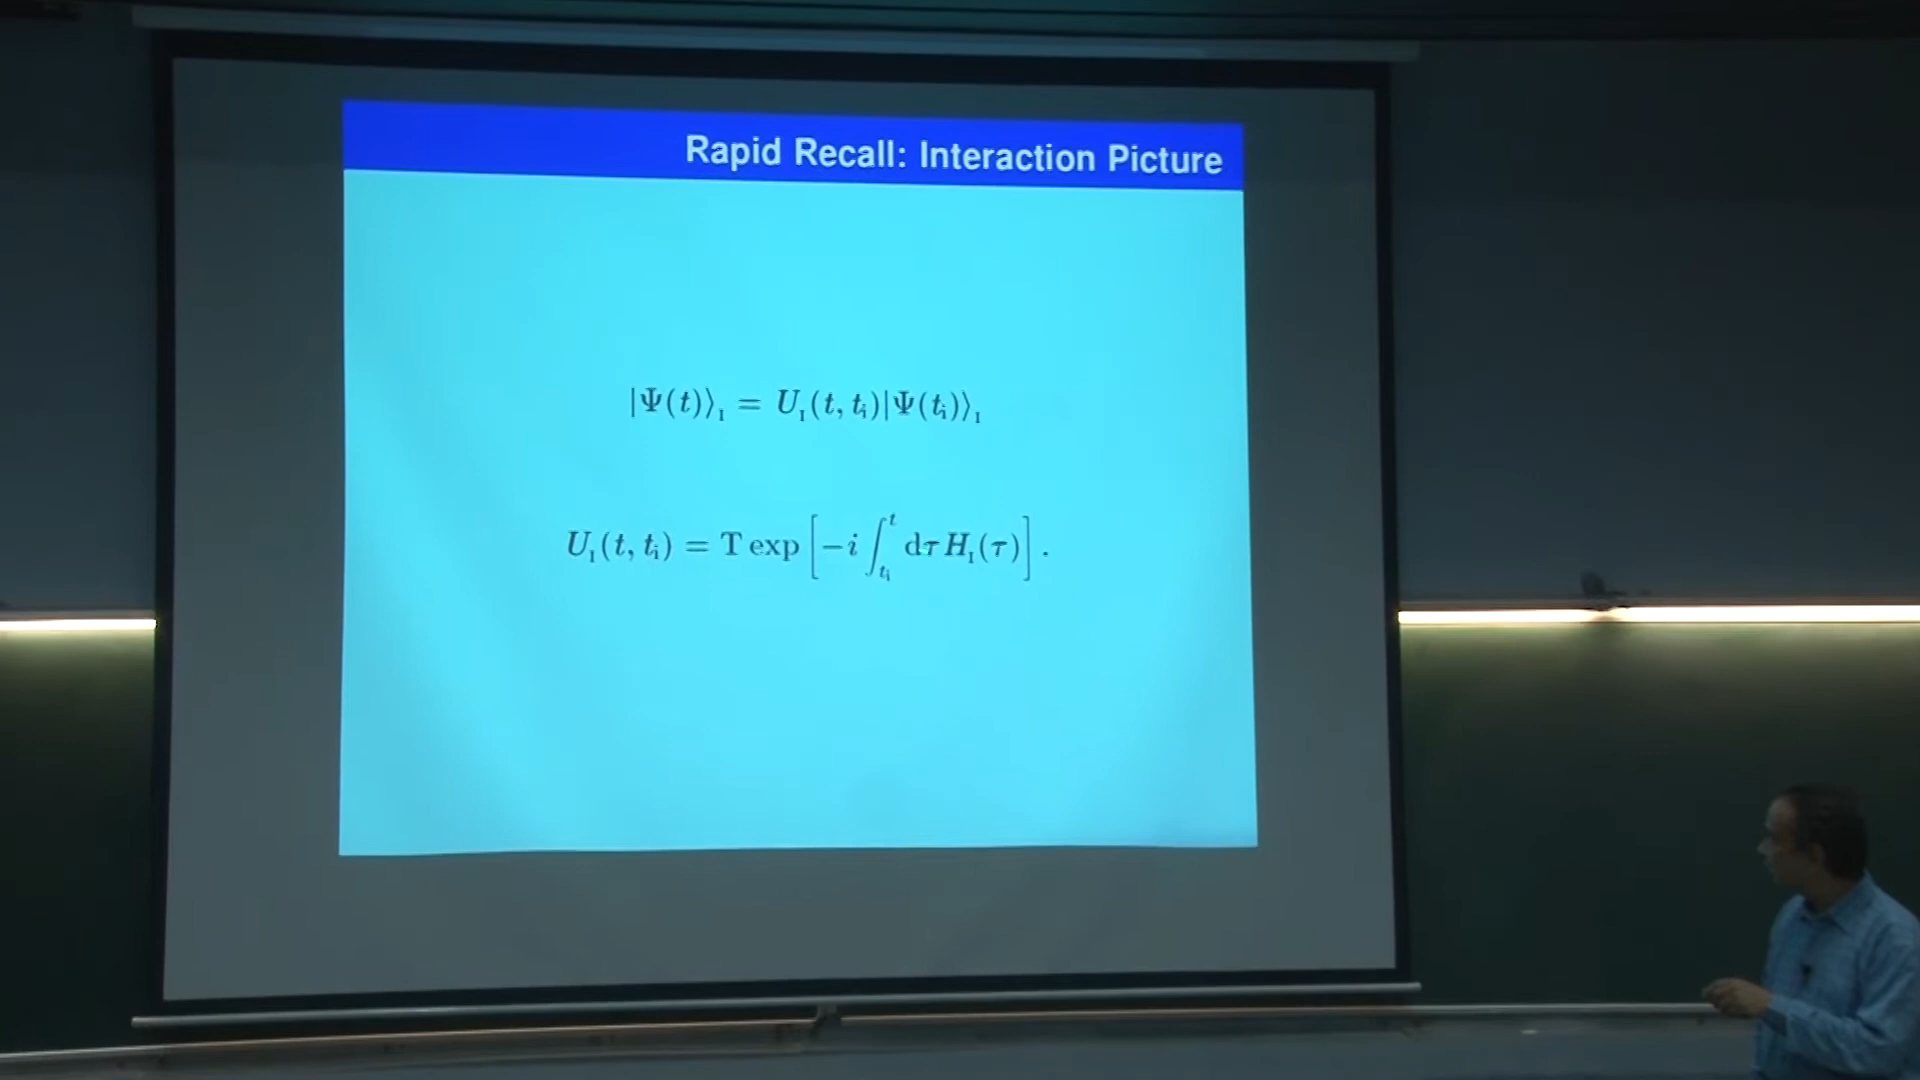 Rapid Recall: Interaction Picture
|Ψ(t)⟩_I = U_I(t, t_i)|Ψ(t_i)⟩_I
U_I(t, t_i) = T exp [−i ∫_{t_i}^{t} dτ H_I(τ)] .